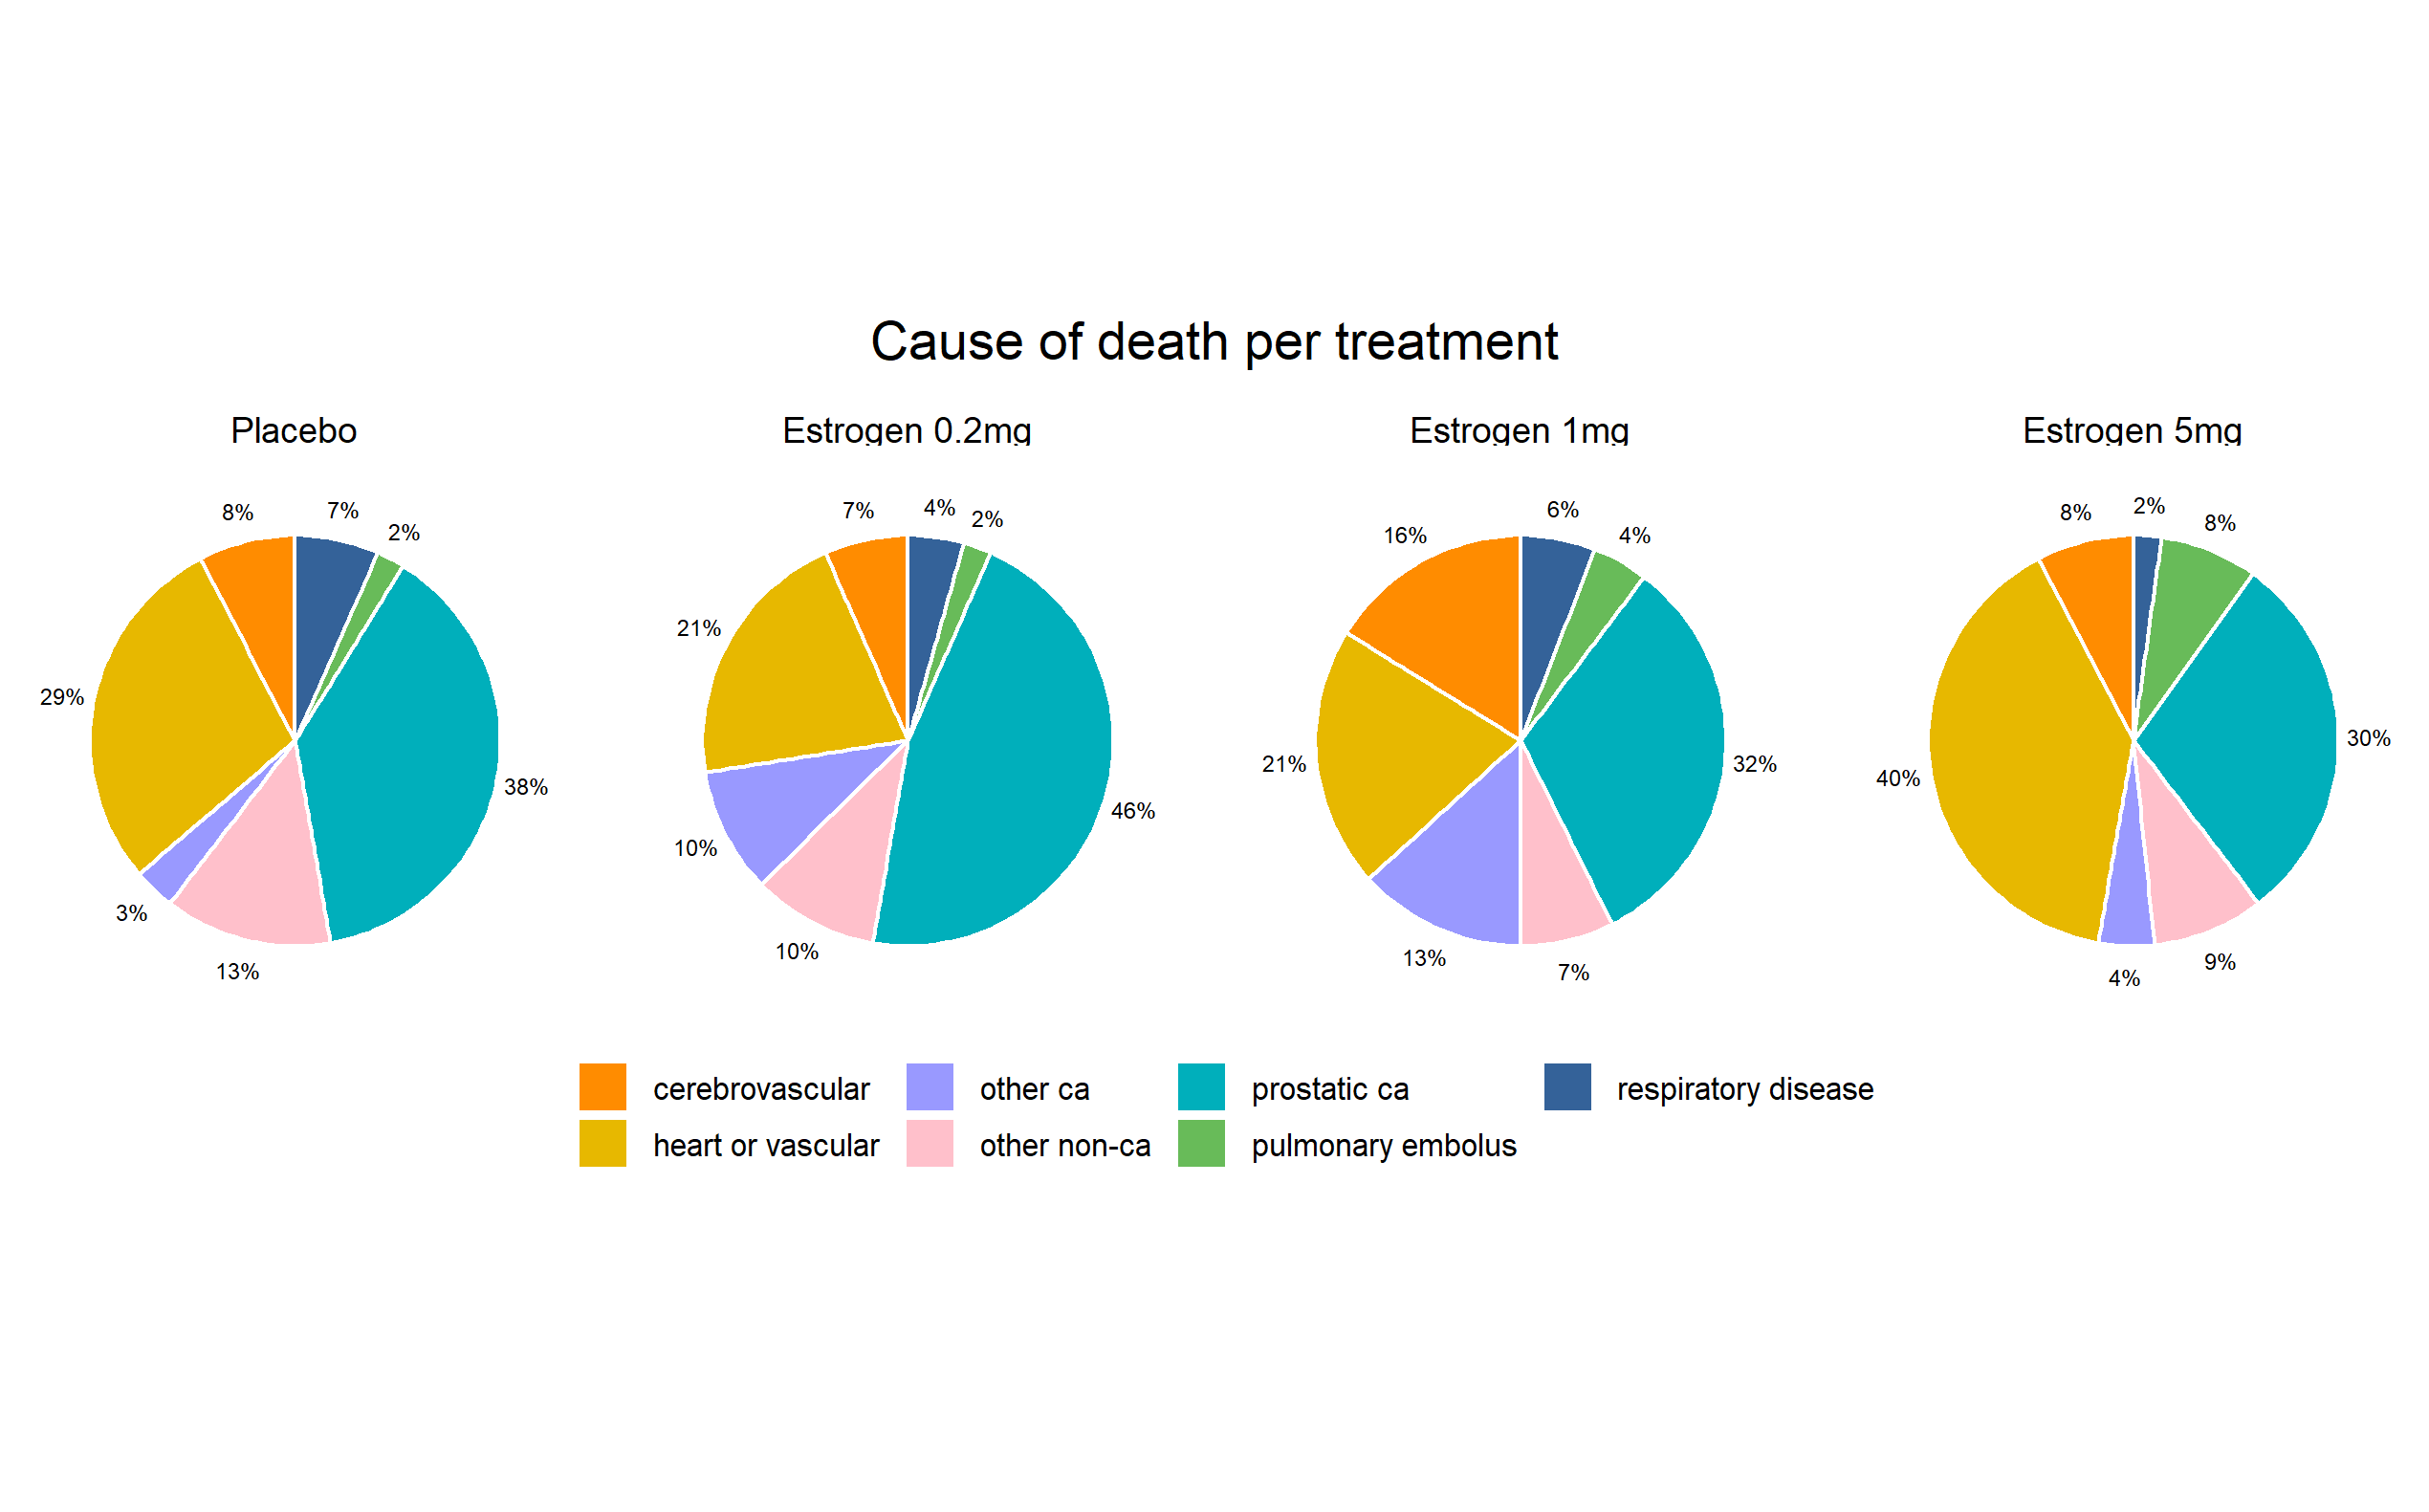 Cause of death per treatment
Placebo
Estrogen 0.2mg
Estrogen 1mg
Estrogen 5mg
8%
7%
2%
29%
38%
3%
13%
7%
4%
2%
21%
46%
10%
10%
16%
6%
4%
21%
32%
13%
7%
8%
2%
8%
40%
30%
4%
9%
cerebrovascular
other ca
prostatic ca
respiratory disease
heart or vascular
other non-ca
pulmonary embolus